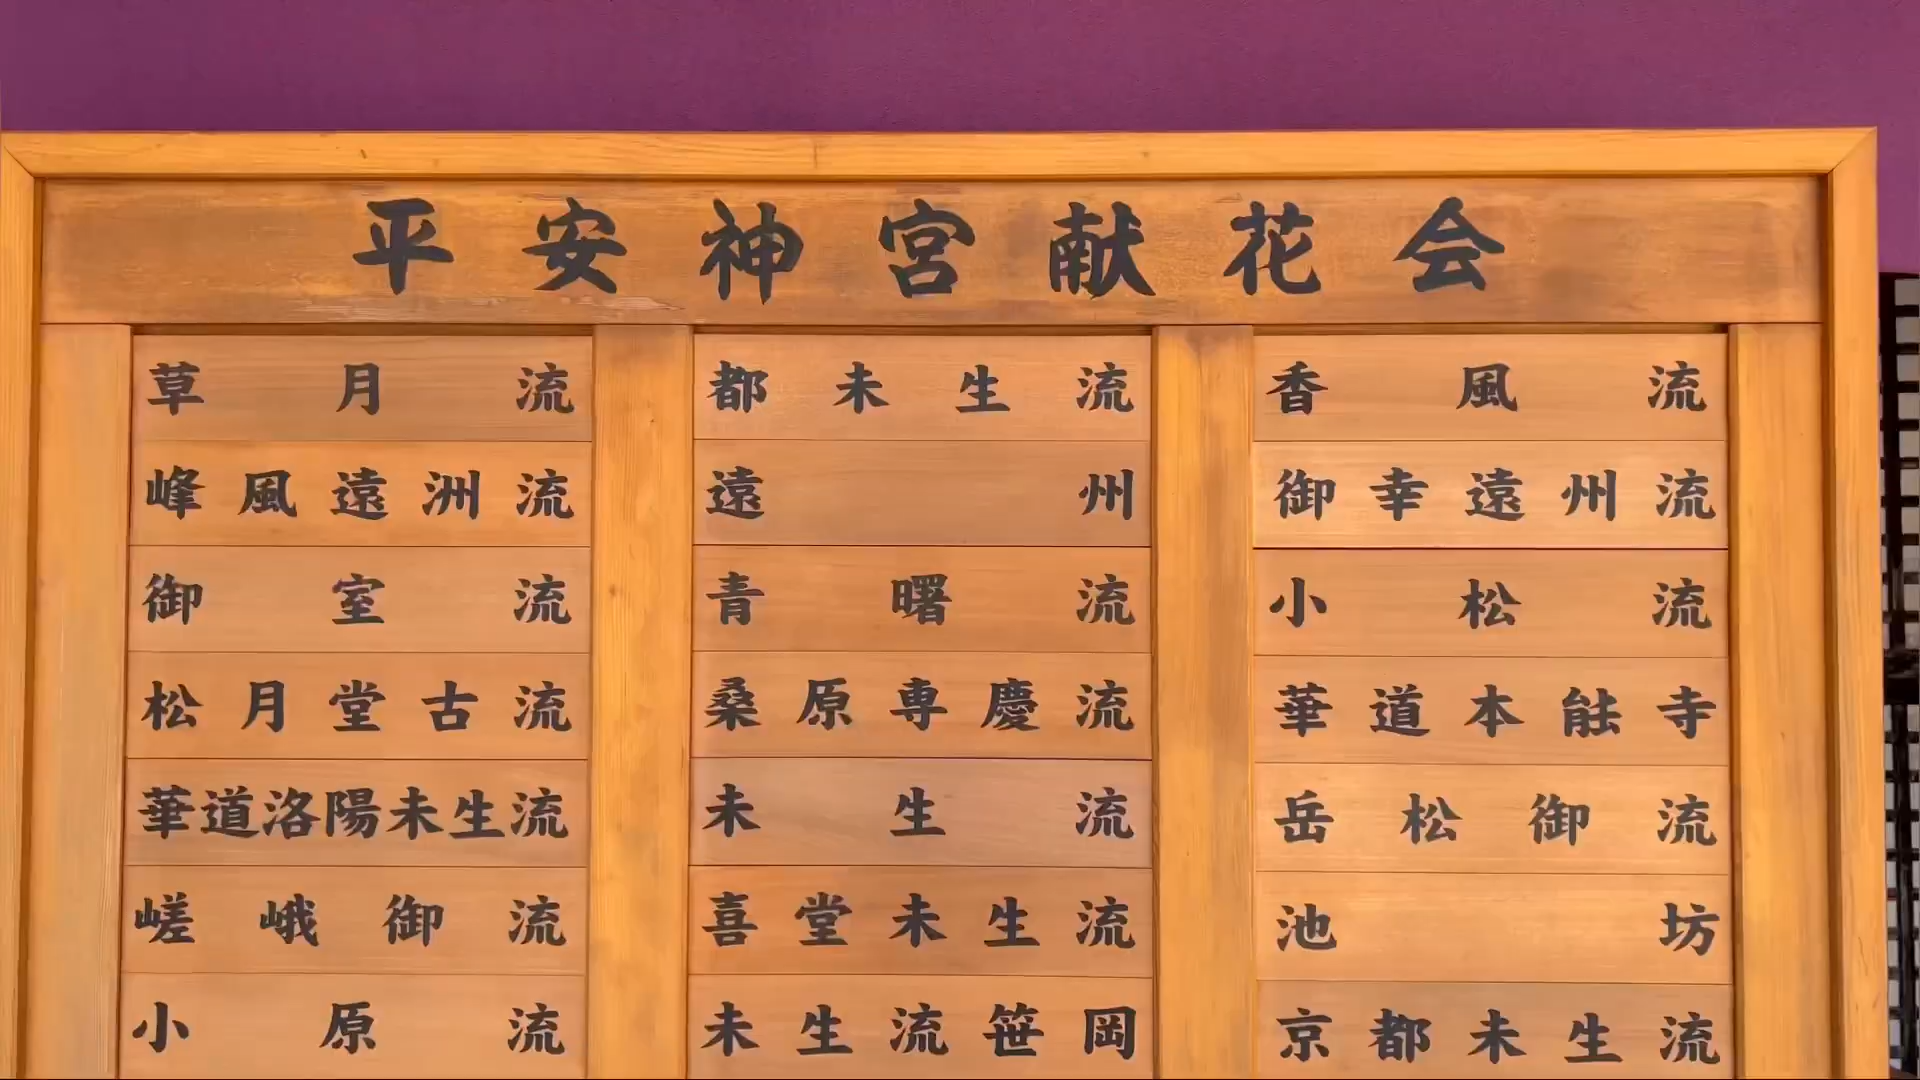 平安神宮献花会
草月流
都未生流
香風流
峰風遠洲流
遠州
御幸遠州流
御室流
青曙流
小松流
松月堂古流
桑原専慶流
華道本能寺
華道洛陽未生流
未生流
岳松御流
嵯峨御流
喜堂未生流
池坊
小原流
未生流笹岡
京都未生流